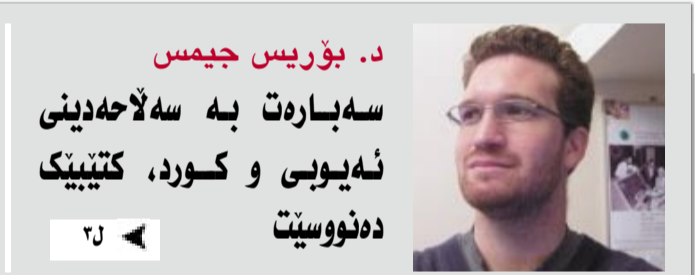 د. بۆریس جیمس
سەبارەت بە سەڵاحەدینی
ئەیوبی و کورد، کتێبێک
دەنووسێت
ل٣